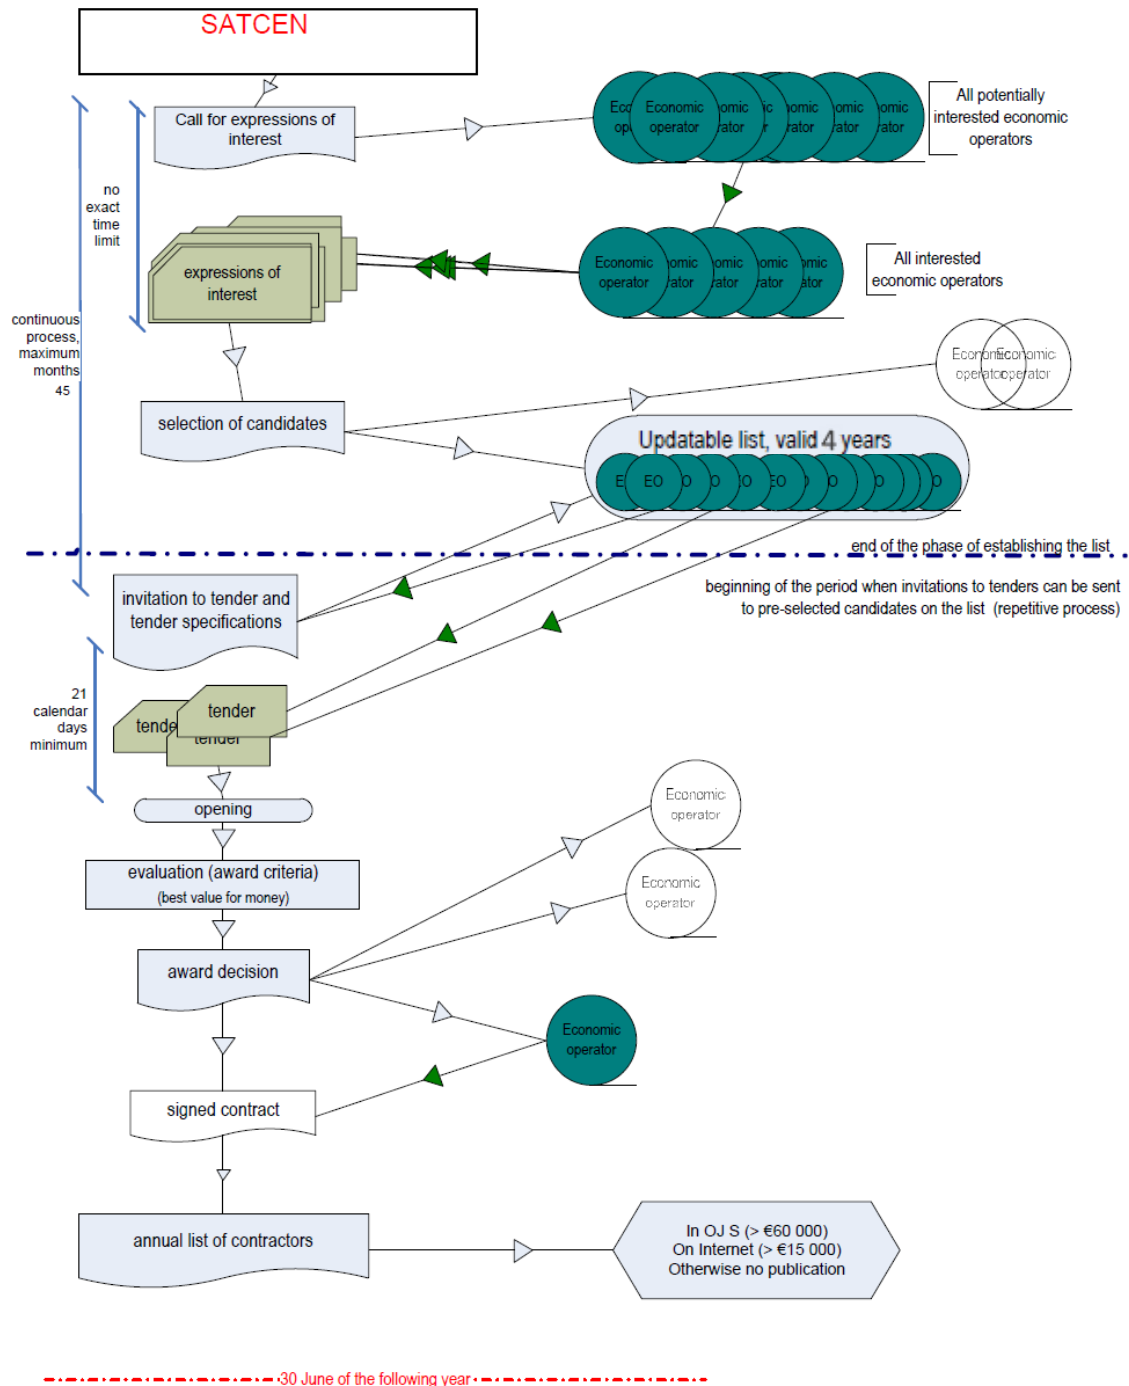 SATCEN
Call for expressions of
interest
Economic
operator
All potentially
interested economic
operators
no
exact
time
limit
expressions of
interest
Economic
operator
All interested
economic operators
continuous
process,
maximum
months
45
Economic
operator
Economic
operator
selection of candidates
Updatable list, valid 4 years
EO
end of the phase of establishing the list
beginning of the period when invitations to tenders can be sent
to pre-selected candidates on the list (repetitive process)
invitation to tender and
tender specifications
21
calendar
days
minimum
tender
tender
tender
opening
Economic
operator
evaluation (award criteria)
(best value for money)
Economic
operator
award decision
Economic
operator
signed contract
annual list of contractors
In OJ S (> €60 000)
On Internet (> €15 000)
Otherwise no publication
30 June of the following year